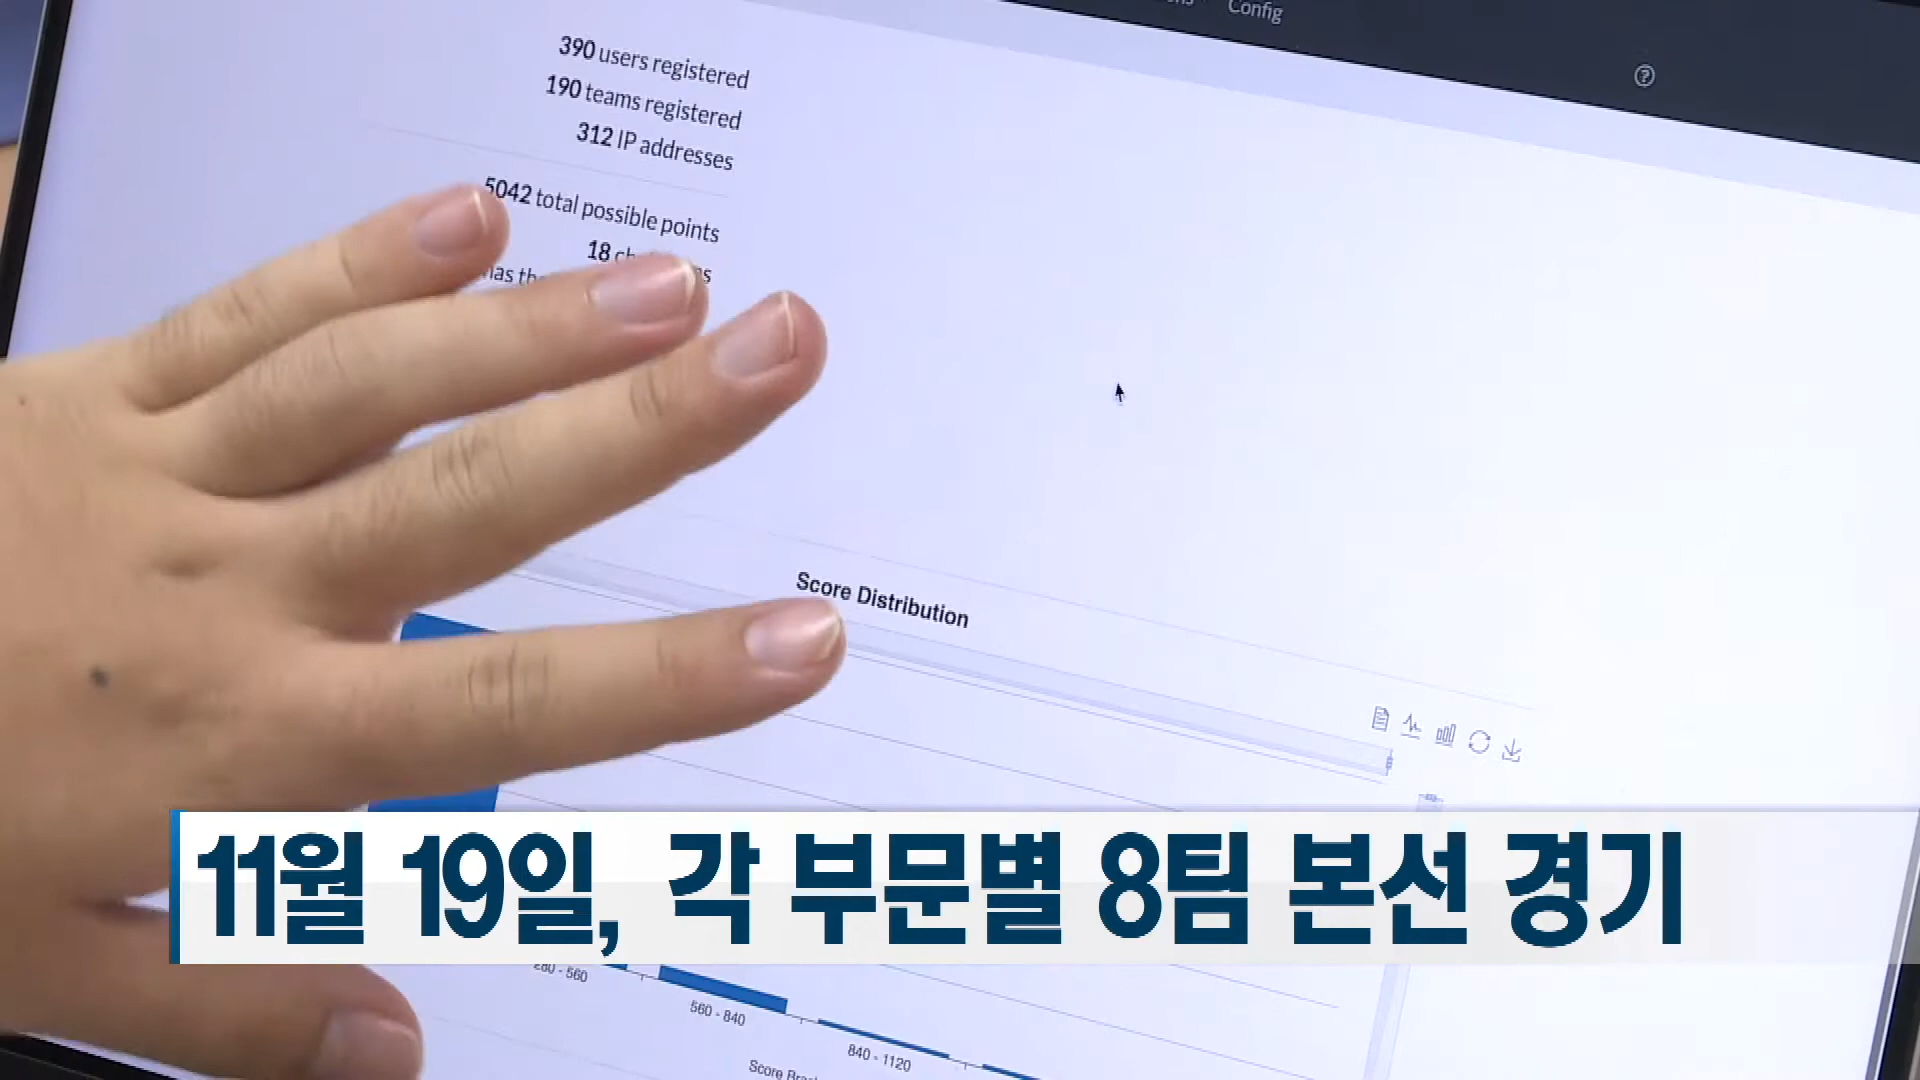 Config
390 users registered
190 teams registered
312 IP addresses
5042 total possible points
18
has
Score Distribution
11월 19일, 각 부문별 8팀 본선 경기
280 - 560
560 - 840
840 - 1120
Score